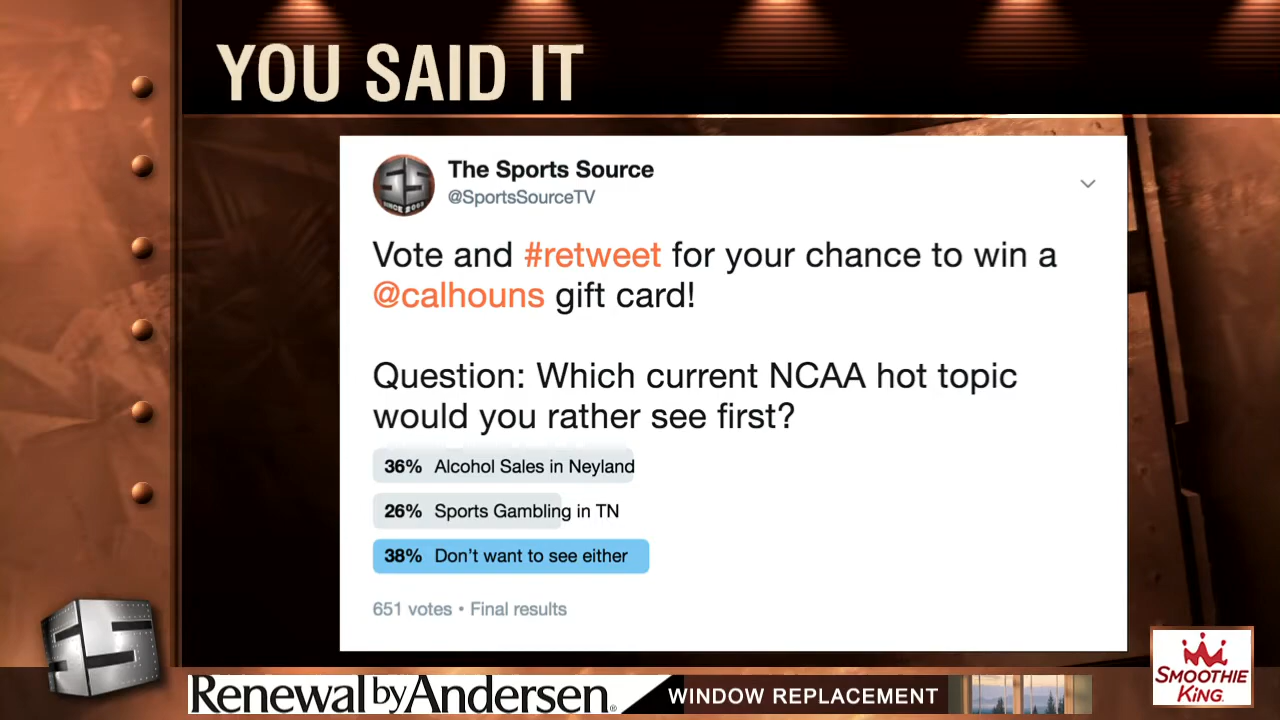 YOU SAID IT
The Sports Source
@SportsSourceTV
Vote and #retweet for your chance to win a
@calhouns gift card!
Question: Which current NCAA hot topic
would you rather see first?
36% Alcohol Sales in Neyland
26% Sports Gambling in TN
38% Don't want to see either
651 votes • Final results
SS
Renewal by Andersen®
WINDOW REPLACEMENT
SMOOTHIE
KING